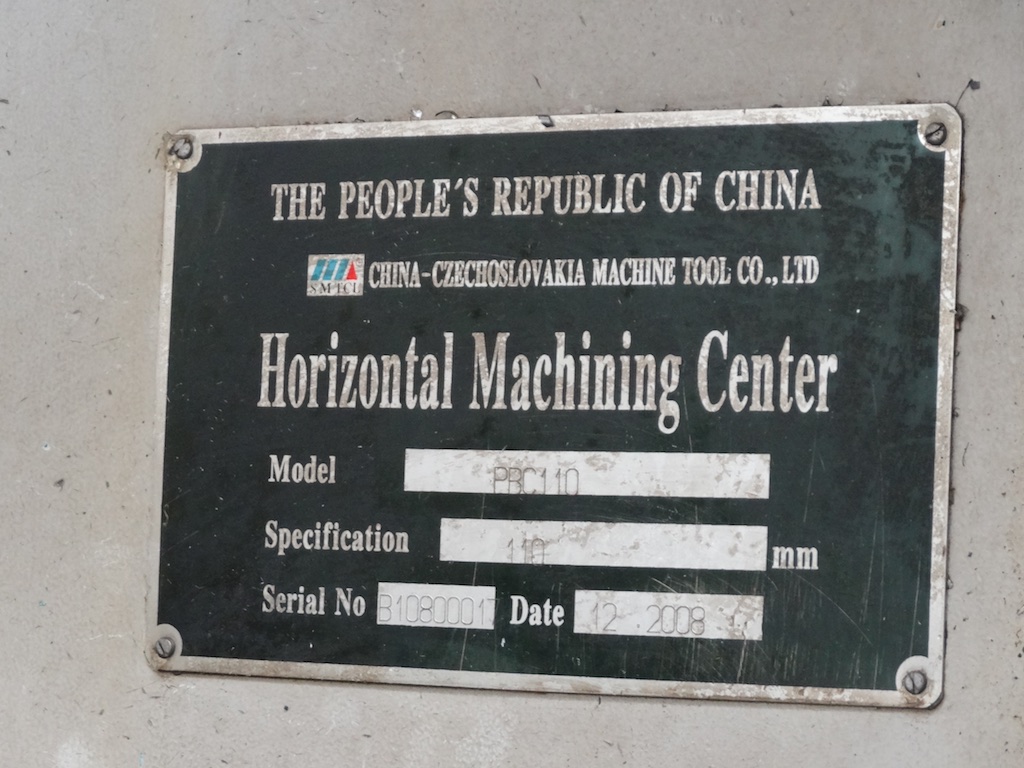 THE PEOPLE´S REPUBLIC OF CHINA
SMTCL CHINA-CZECHOSLOVAKIA MACHINE TOOL CO., LTD
Horizontal Machining Center
Model PBC110
Specification 110 mm
Serial No B10800017 Date 12 2008